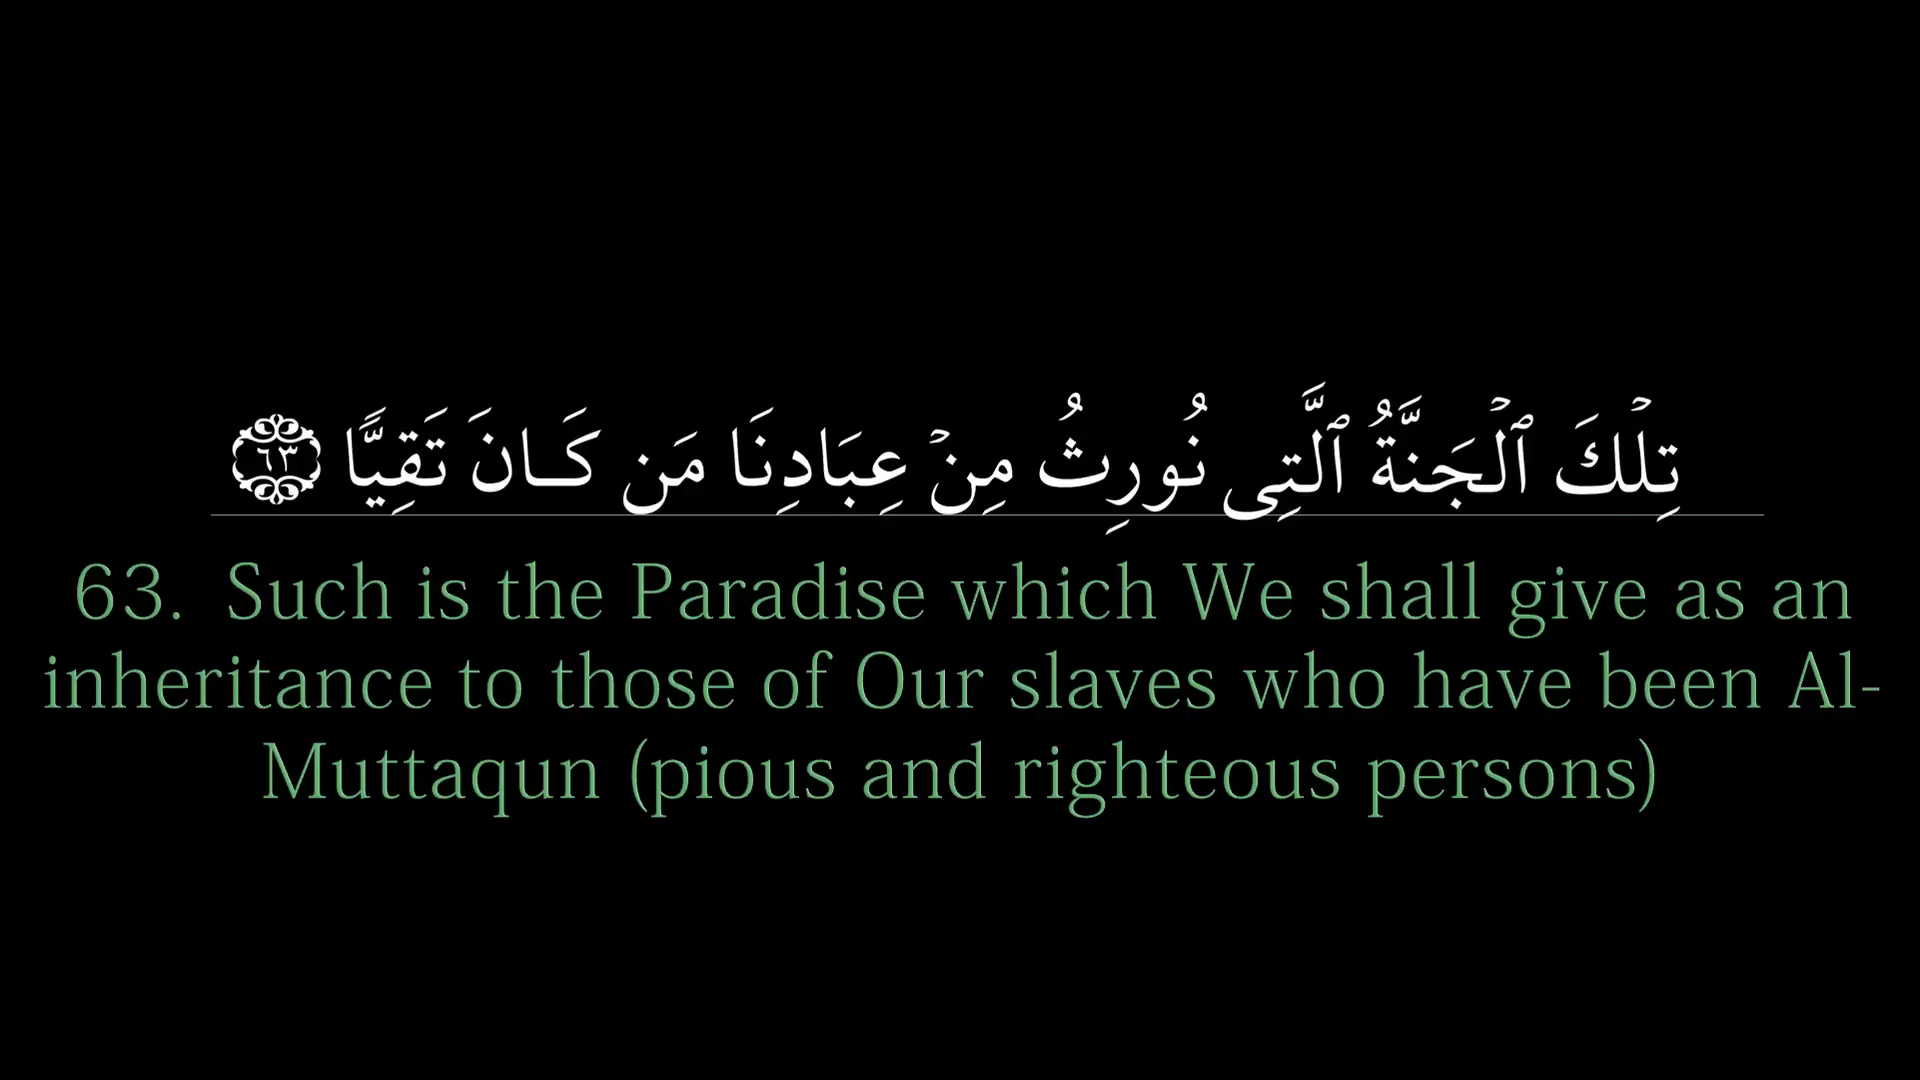 تِلۡكَ ٱلۡجَنَّةُ ٱلَّتِى نُورِثُ مِنۡ عِبَادِنَا مَن كَانَ تَقِيًّا ٦٣
63. Such is the Paradise which We shall give as an
inheritance to those of Our slaves who have been Al-
Muttaqun (pious and righteous persons)